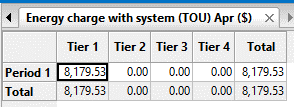 Energy charge with system (TOU) Apr ($)
Tier 1 Tier 2 Tier 3 Tier 4 Total
Period 1 8,179.53 0.00 0.00 0.00 8,179.53
Total 8,179.53 0.00 0.00 0.00 8,179.53